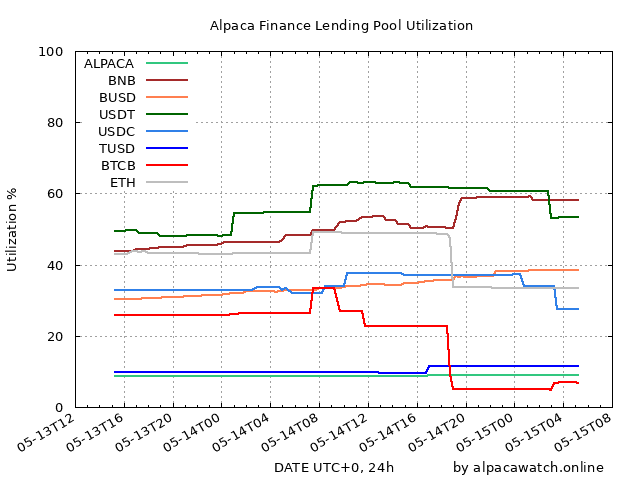 Alpaca Finance Lending Pool Utilization
100
80
60
40
20
0
Utilization %
ALPACA
BNB
BUSD
USDT
USDC
TUSD
BTCB
ETH
05-13T12
05-13T16
05-13T20
05-14T00
05-14T04
05-14T08
05-14T12
05-14T16
05-14T20
05-15T00
05-15T04
05-15T08
DATE UTC+0, 24h
by alpacawatch.online